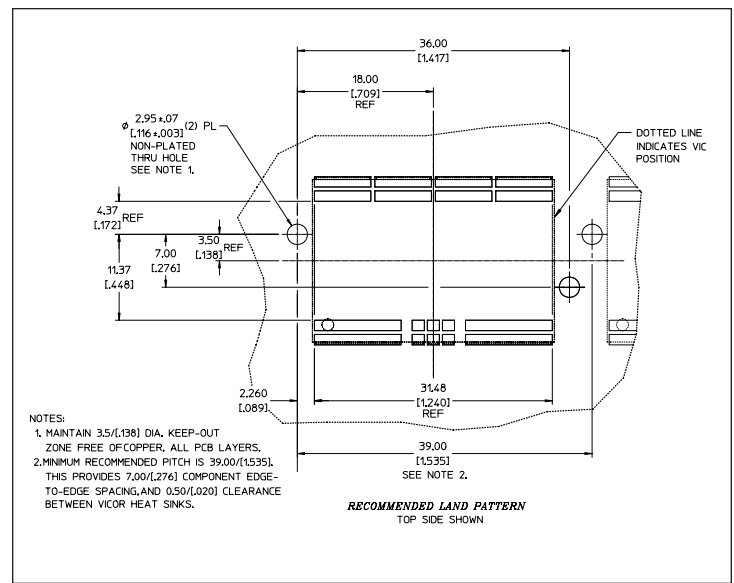 36.00
[1.417]
18.00
[.709]
REF
ø 2.95±.07
[.116±.003] (2) PL
NON-PLATED
THRU HOLE
SEE NOTE 1.
DOTTED LINE
INDICATES VIC
POSITION
4.37
[.172] REF
3.50
[.138] REF
7.00
[.276]
11.37
[.448]
2.260
[.089]
31.48
[1.240]
REF
39.00
[1.535]
SEE NOTE 2.
NOTES:
1. MAINTAIN 3.5/[.138] DIA. KEEP-OUT
ZONE FREE OFCOPPER, ALL PCB LAYERS.
2.MINIMUM RECOMMENDED PITCH IS 39.00/[1.535].
THIS PROVIDES 7.00/[.276] COMPONENT EDGE-
TO-EDGE SPACING,AND 0.50/[.020] CLEARANCE
BETWEEN VICOR HEAT SINKS.
RECOMMENDED LAND PATTERN
TOP SIDE SHOWN